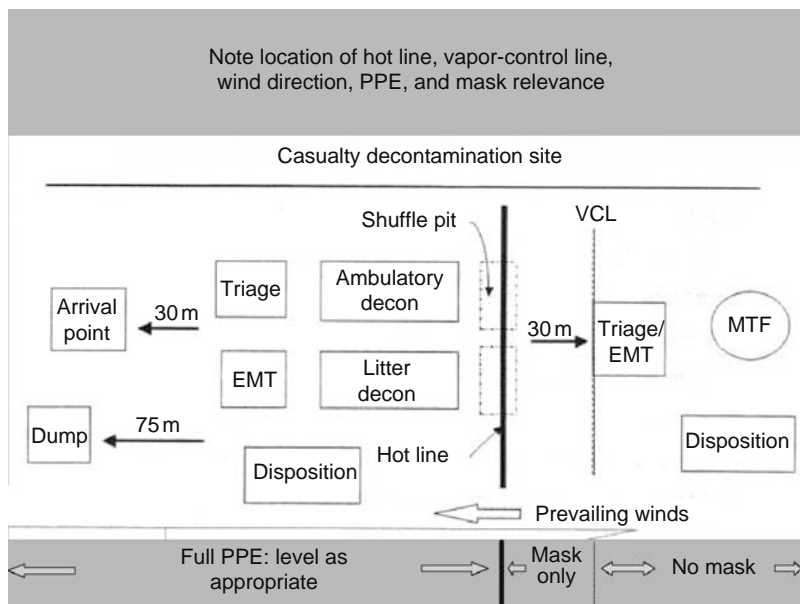 Note location of hot line, vapor-control line,
wind direction, PPE, and mask relevance
Casualty decontamination site
Shuffle pit
VCL
Arrival
point
30 m
Triage
Ambulatory
decon
30 m
Triage/
EMT
MTF
EMT
Litter
decon
Dump
75 m
Disposition
Hot line
Disposition
Prevailing winds
Full PPE: level as
appropriate
Mask
only
No mask